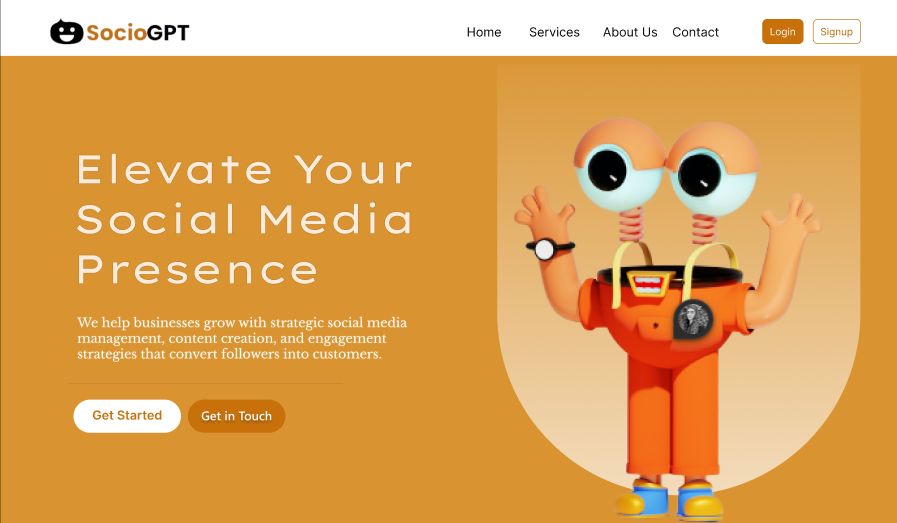 SocioGPT
Home Services About Us Contact Login Signup
Elevate Your
Social Media
Presence
We help businesses grow with strategic social media
management, content creation, and engagement
strategies that convert followers into customers.
Get Started Get in Touch